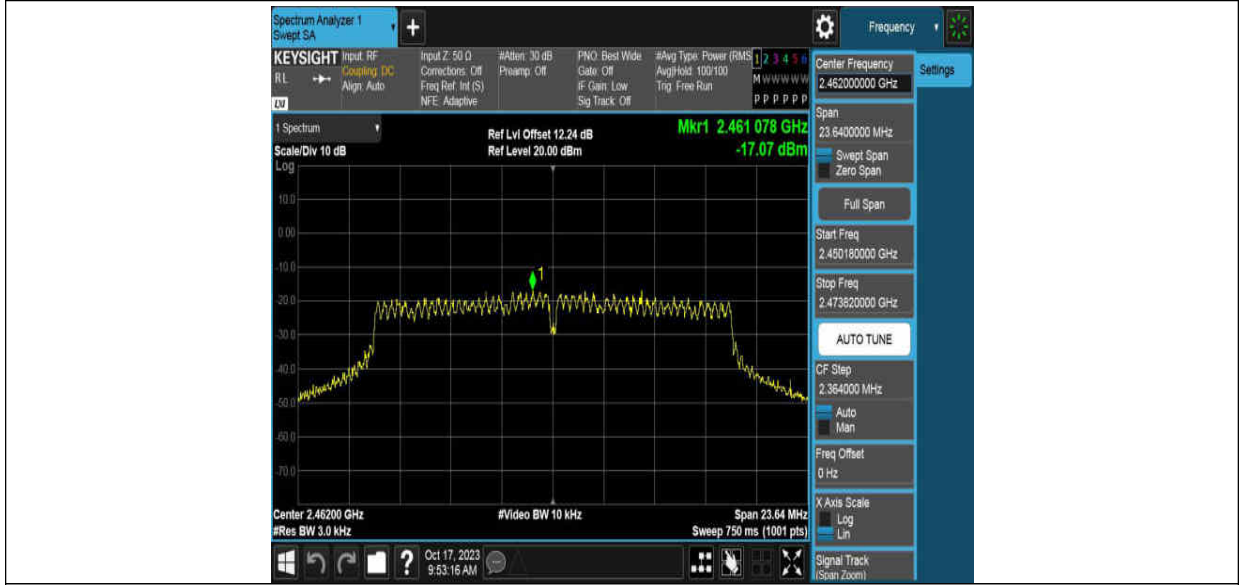 Spectrum Analyzer 1
Swept SA
+
Frequency
KEYSIGHT
RL
LXI
Input: RF
Coupling: DC
Align: Auto
Input Z: 50 Ω
Corrections: Off
Freq Ref: Int (S)
NFE: Adaptive
#Atten: 30 dB
Preamp: Off
PNO: Best Wide
Gate: Off
IF Gain: Low
Sig Track: Off
#Avg Type: Power (RMS
Avg|Hold: 100/100
Trig: Free Run
1 2 3 4 5 6
M W W W W W
P P P P P P
1 Spectrum
Scale/Div 10 dB
Ref Lvl Offset 12.24 dB
Ref Level 20.00 dBm
Mkr1 2.461 078 GHz
-17.07 dBm
Log
10.0
0.00
-10.0
-20.0
-30.0
-40.0
-50.0
-60.0
-70.0
1
Center 2.46200 GHz
#Res BW 3.0 kHz
#Video BW 10 kHz
Span 23.64 MHz
Sweep 750 ms (1001 pts)
?
Oct 17, 2023
9:53:16 AM
Center Frequency
2.462000000 GHz
Settings
Span
23.6400000 MHz
Swept Span
Zero Span
Full Span
Start Freq
2.450180000 GHz
Stop Freq
2.473820000 GHz
AUTO TUNE
CF Step
2.364000 MHz
Auto
Man
Freq Offset
0 Hz
X Axis Scale
Log
Lin
Signal Track
(Span Zoom)